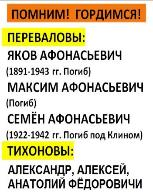 ПОМНИМ! ГОРДИМСЯ!
ПЕРЕВАЛОВЫ:
ЯКОВ АФОНАСЬЕВИЧ
(1891-1943 гг. Погиб)
МАКСИМ АФОНАСЬЕВИЧ
(Погиб)
СЕМЁН АФОНАСЬЕВИЧ
(1922-1942 гг. Погиб под Клином)
ТИХОНОВЫ:
АЛЕКСАНДР, АЛЕКСЕЙ,
АНАТОЛИЙ ФЁДОРОВИЧИ